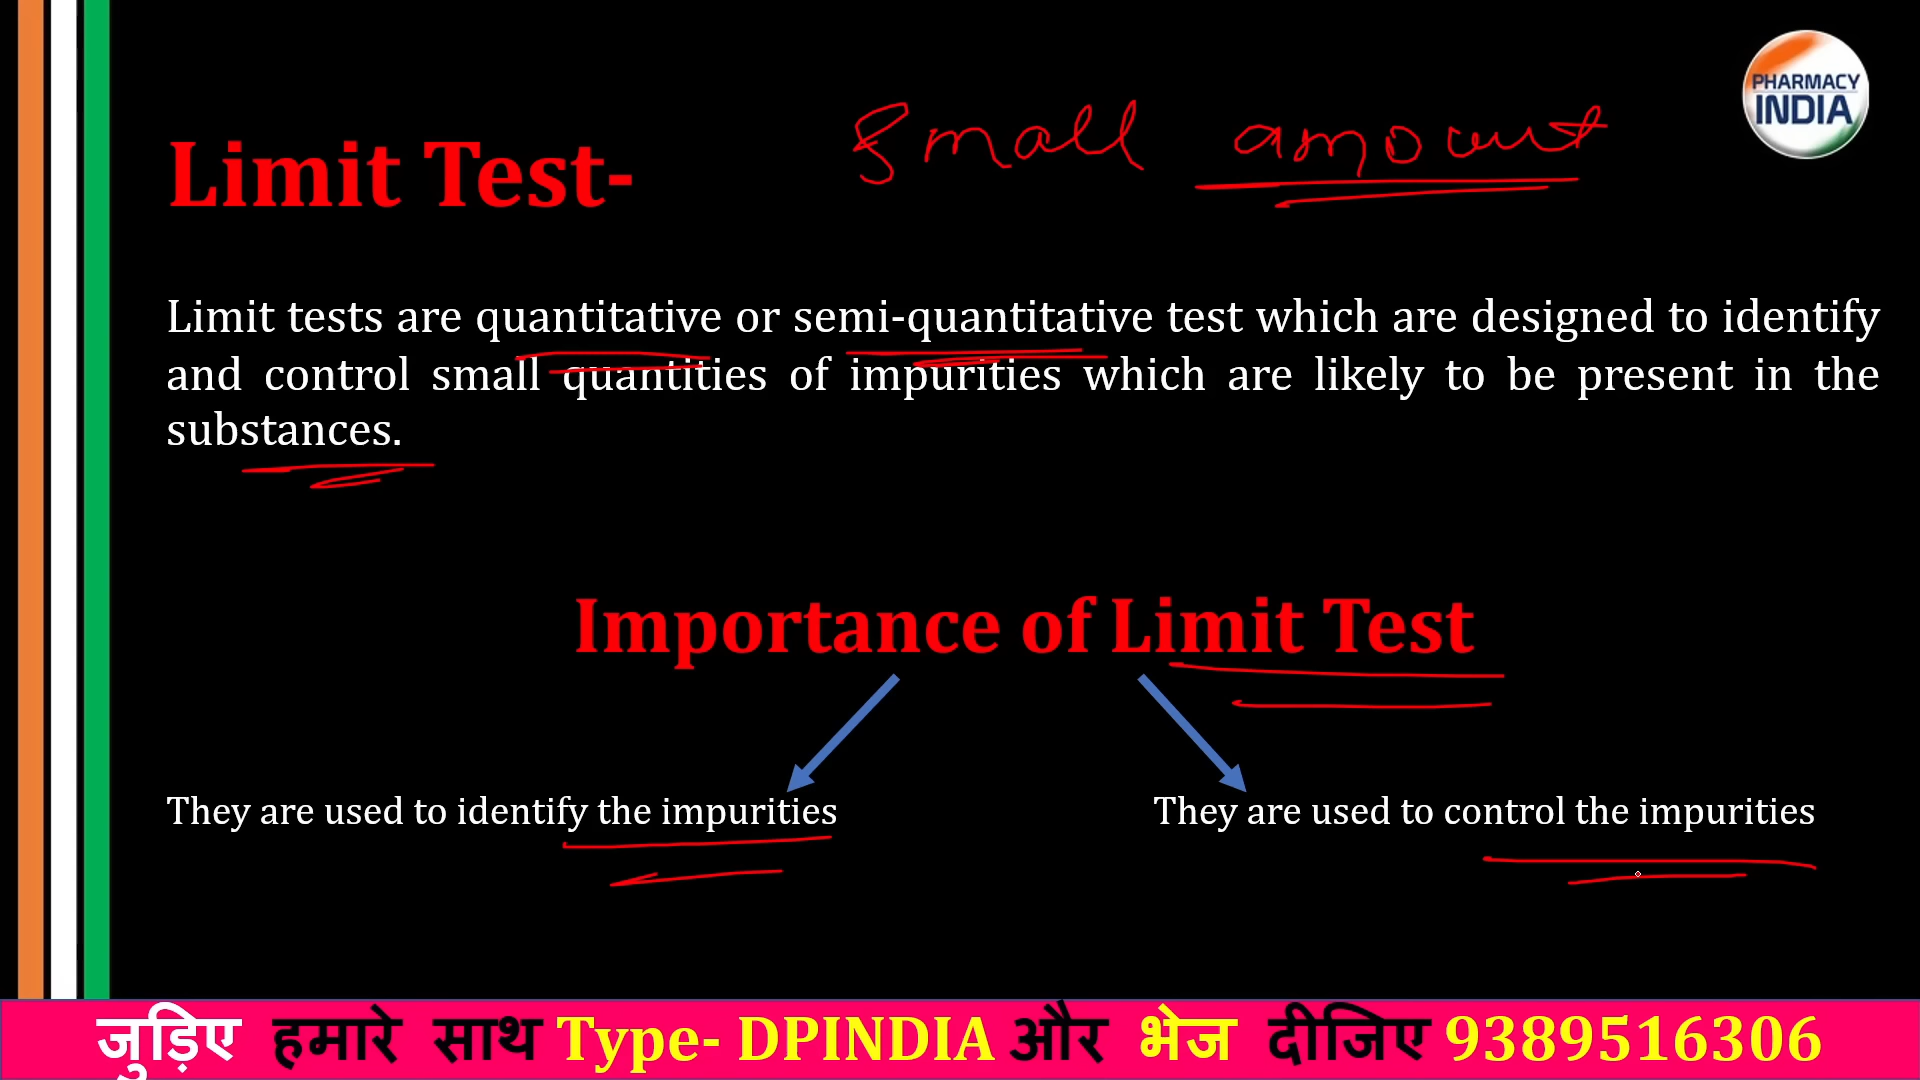 Small amount
PHARMACY
INDIA
Limit Test-
Limit tests are quantitative or semi-quantitative test which are designed to identify
and control small quantities of impurities which are likely to be present in the
substances.
Importance of Limit Test
They are used to identify the impurities
They are used to control the impurities
जुड़िए हमारे साथ Type- DPINDIA और भेज दीजिए 9389516306